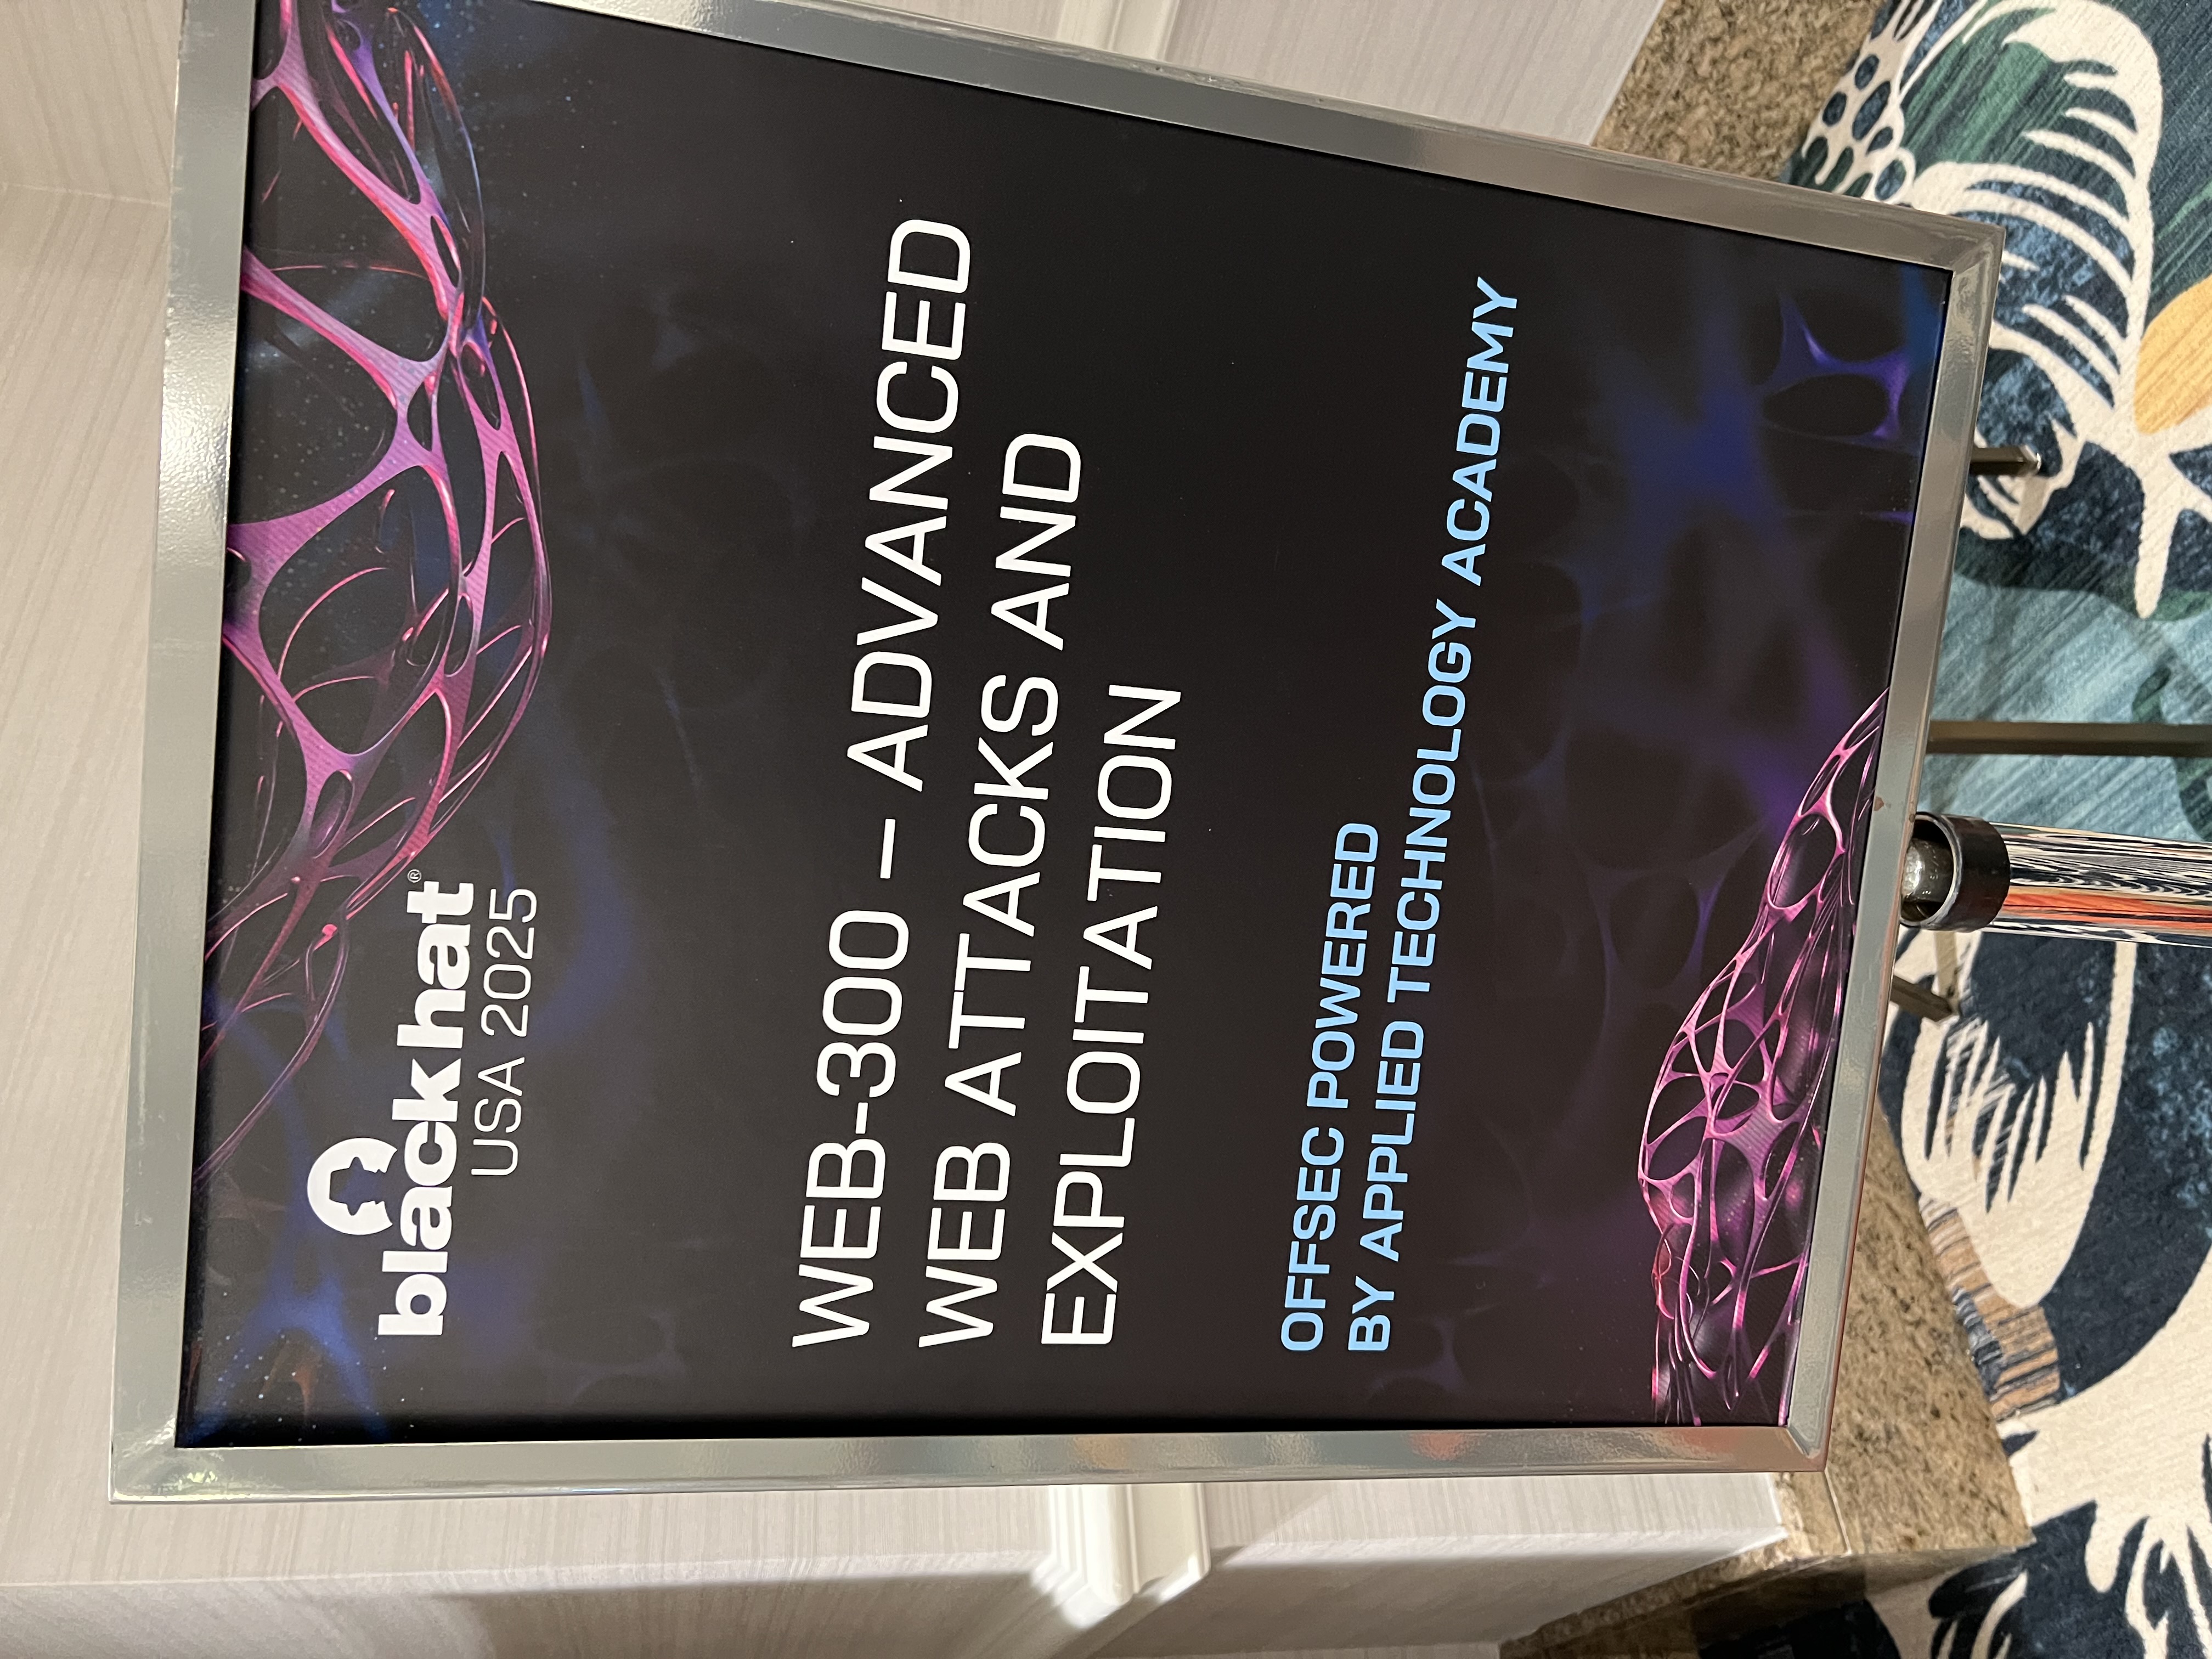 black hat®
USA 2025
WEB-300 – ADVANCED
WEB ATTACKS AND
EXPLOITATION
OFFSEC POWERED
BY APPLIED TECHNOLOGY ACADEMY